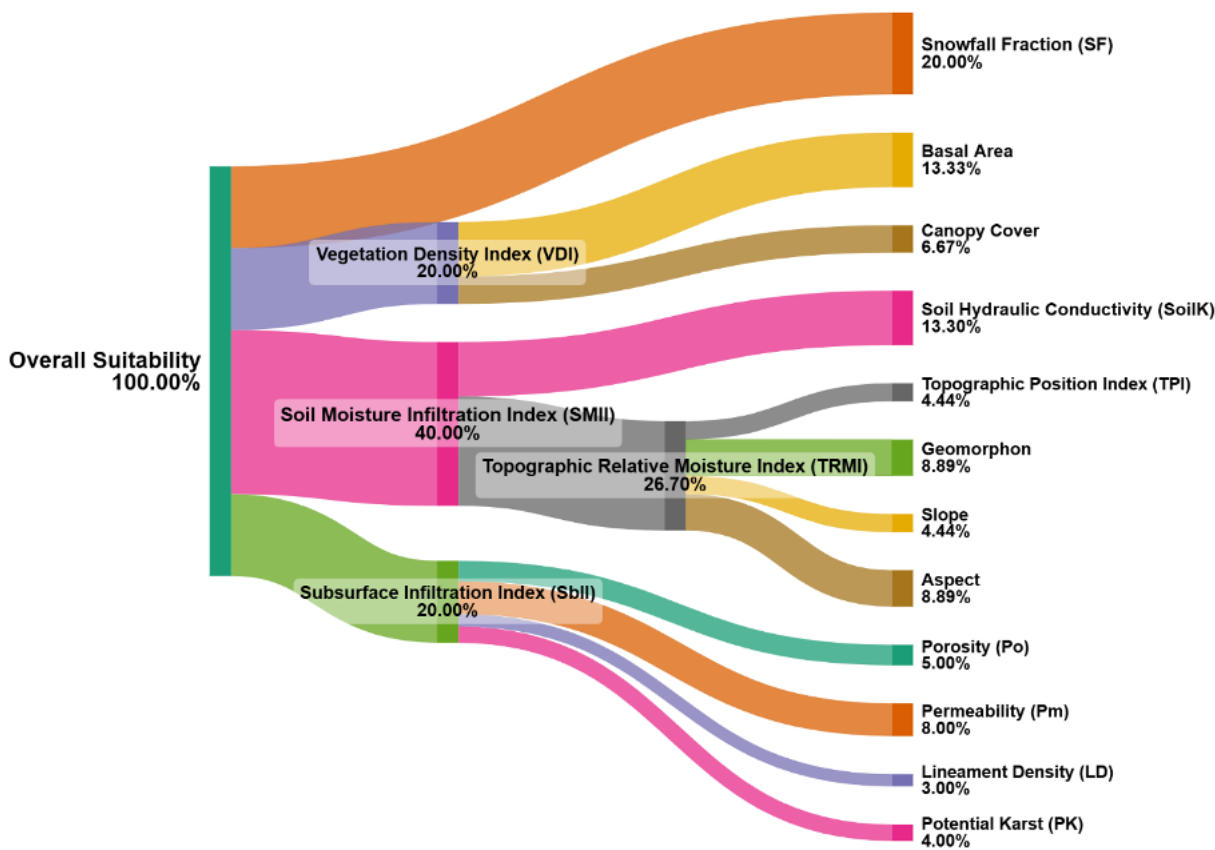 Overall Suitability
100.00%
Vegetation Density Index (VDI)
20.00%
Soil Moisture Infiltration Index (SMII)
40.00%
Subsurface Infiltration Index (SbII)
20.00%
Topographic Relative Moisture Index (TRMI)
26.70%
Snowfall Fraction (SF)
20.00%
Basal Area
13.33%
Canopy Cover
6.67%
Soil Hydraulic Conductivity (SoilK)
13.30%
Topographic Position Index (TPI)
4.44%
Geomorphon
8.89%
Slope
4.44%
Aspect
8.89%
Porosity (Po)
5.00%
Permeability (Pm)
8.00%
Lineament Density (LD)
3.00%
Potential Karst (PK)
4.00%